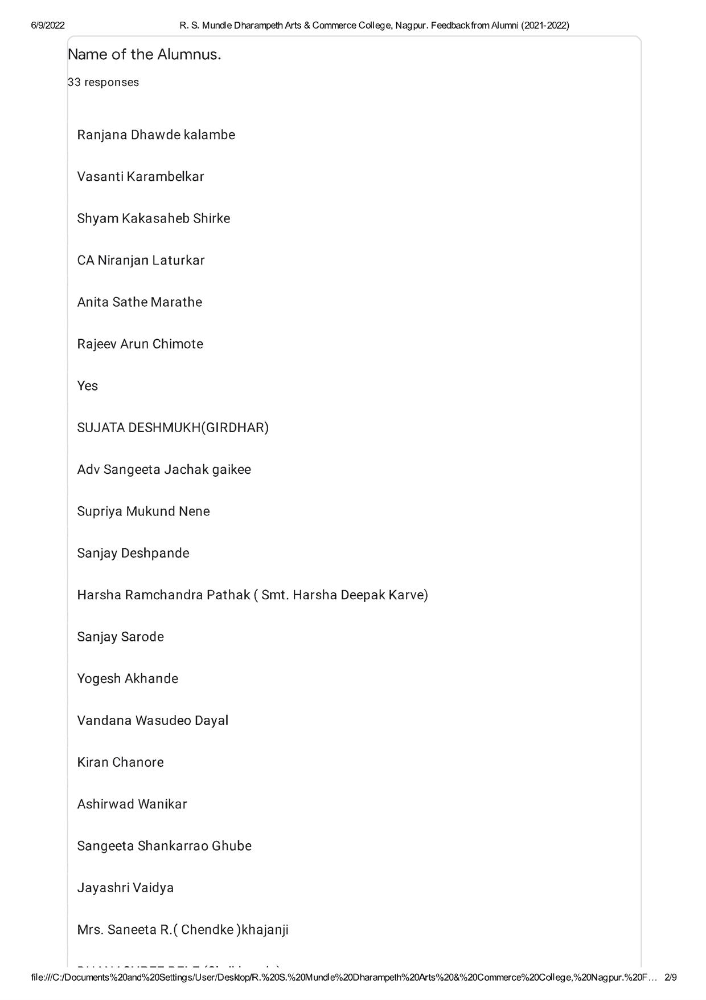 6/9/2022 R. S. Mundle Dharampeth Arts & Commerce College, Nagpur. Feedback from Alumni (2021-2022)
Name of the Alumnus.
33 responses
Ranjana Dhawde kalambe
Vasanti Karambelkar
Shyam Kakasaheb Shirke
CA Niranjan Laturkar
Anita Sathe Marathe
Rajeev Arun Chimote
Yes
SUJATA DESHMUKH(GIRDHAR)
Adv Sangeeta Jachak gaikee
Supriya Mukund Nene
Sanjay Deshpande
Harsha Ramchandra Pathak ( Smt. Harsha Deepak Karve)
Sanjay Sarode
Yogesh Akhande
Vandana Wasudeo Dayal
Kiran Chanore
Ashirwad Wanikar
Sangeeta Shankarrao Ghube
Jayashri Vaidya
Mrs. Saneeta R.( Chendke )khajanji
file:///C:/Documents%20and%20Settings/User/Desktop/R.%20S.%20Mundle%20Dharampeth%20Arts%20&%20Commerce%20College,%20Nagpur.%20F… 2/9